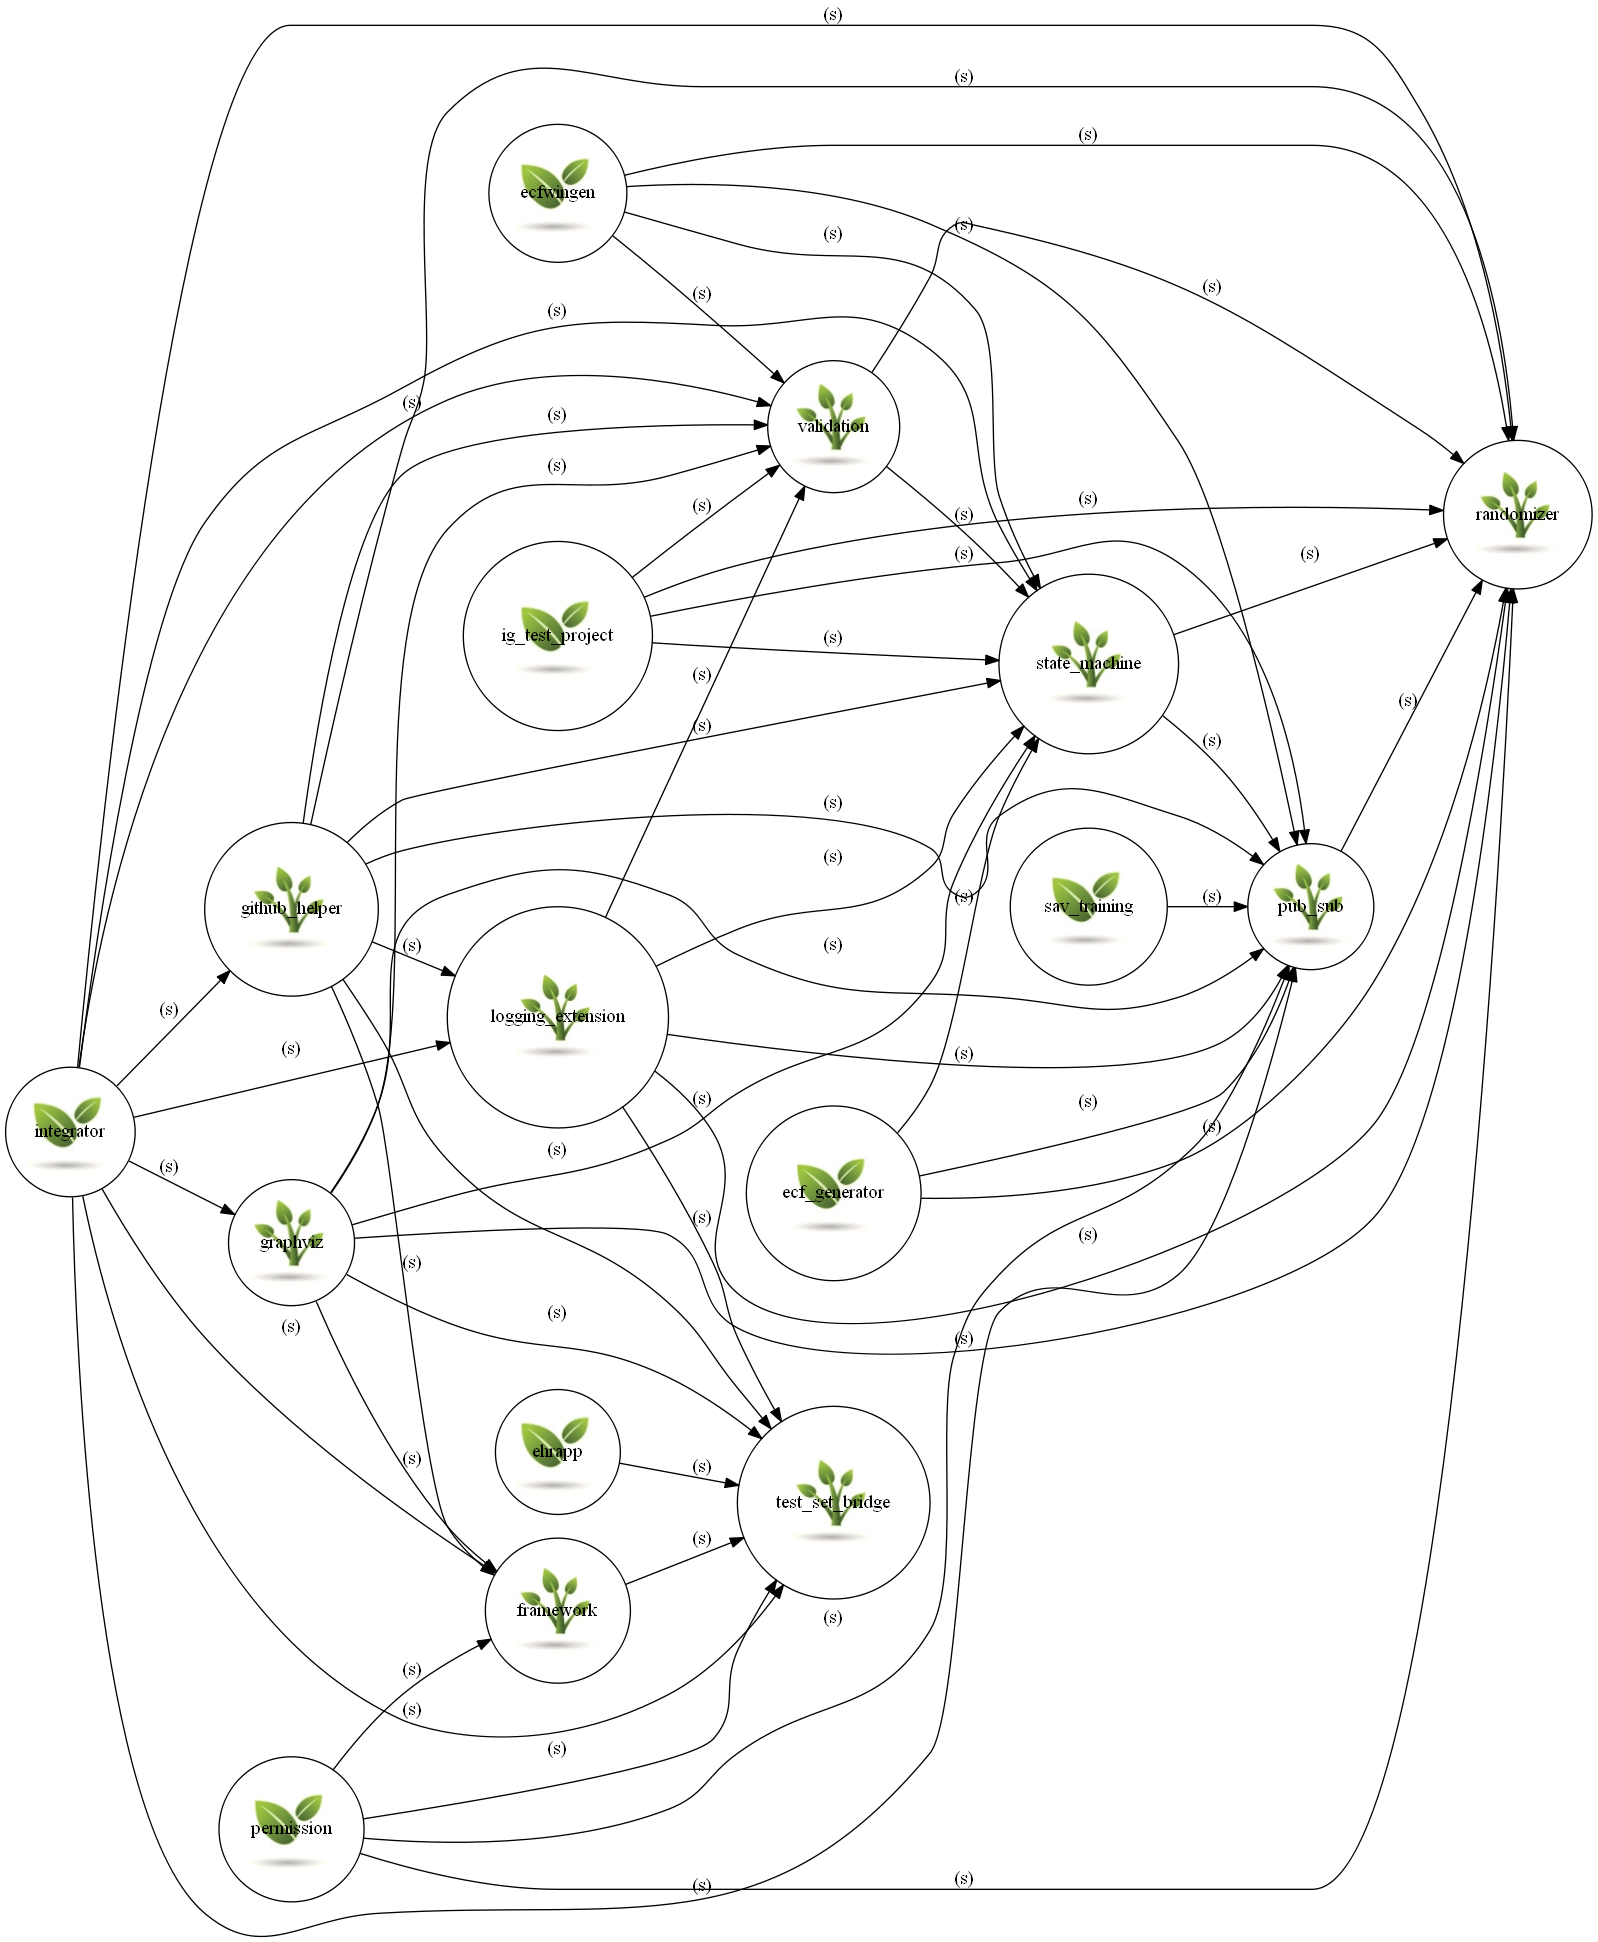 (s)
(s)
(s)
ecfwingen
(s)
(s)
(s)
(s)
(s)
(s)
(s)
validation
(s)
(s)
(s)
(s)
randomizer
(s)
(s)
(s)
ig_test_project
(s)
state_machine
(s)
(s)
(s)
(s)
(s)
(s)
(s)
github_helper
sav_training
(s)
pub_sub
(s)
(s)
(s)
logging_extension
(s)
(s)
(s)
(s)
(s)
integrator
(s)
(s)
(s)
ecf_generator
(s)
(s)
graphviz
(s)
(s)
(s)
(s)
ehrapp
(s)
(s)
test_set_bridge
(s)
framework
(s)
(s)
(s)
(s)
permission
(s)
(s)